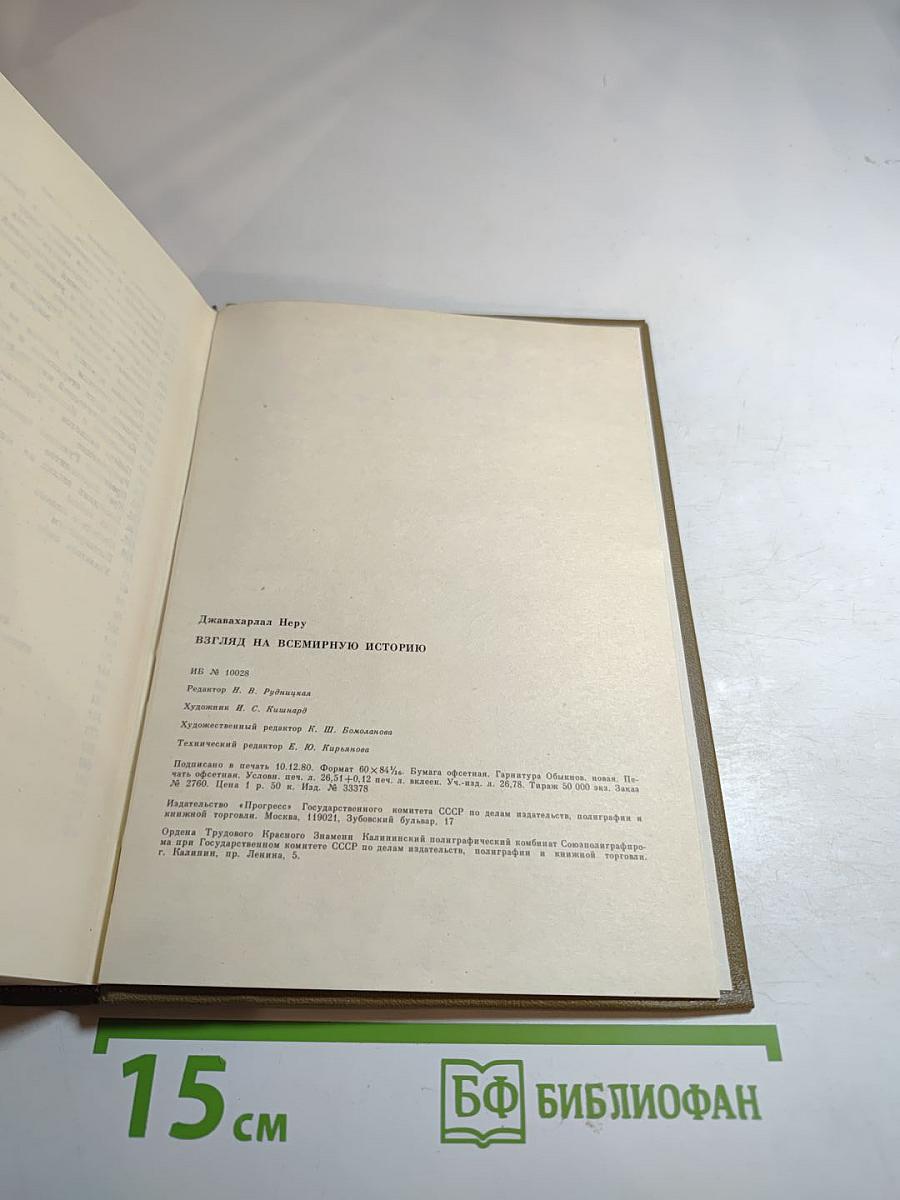 Джавахарлал Неру
ВЗГЛЯД НА ВСЕМИРНУЮ ИСТОРИЮ
ИБ № 10028
Редактор Н. В. Рудницкая
Художник И. С. Кишнард
Художественный редактор К. Ш. Бомоланова
Технический редактор Е. Ю. Кирьянова
Подписано в печать 10.12.80. Формат 60×84¹⁄₁₆. Бумага офсетная. Гарнитура Обыкнов. новая. Пе-
чать офсетная. Условн. печ. л. 26,51+0,12 печ. л. вклеек. Уч.-изд. л. 26,78. Тираж 50 000 экз. Заказ
№ 2760. Цена 1 р. 50 к. Изд. № 33378
Издательство «Прогресс» Государственного комитета СССР по делам издательств, полиграфии и
книжной торговли. Москва, 119021, Зубовский бульвар, 17
Ордена Трудового Красного Знамени Калининский полиграфический комбинат Союзполиграфпро-
ма при Государственном комитете СССР по делам издательств, полиграфии и книжной торговли.
г. Калинин, пр. Ленина, 5.
15 см
БФ БИБЛИОФАН